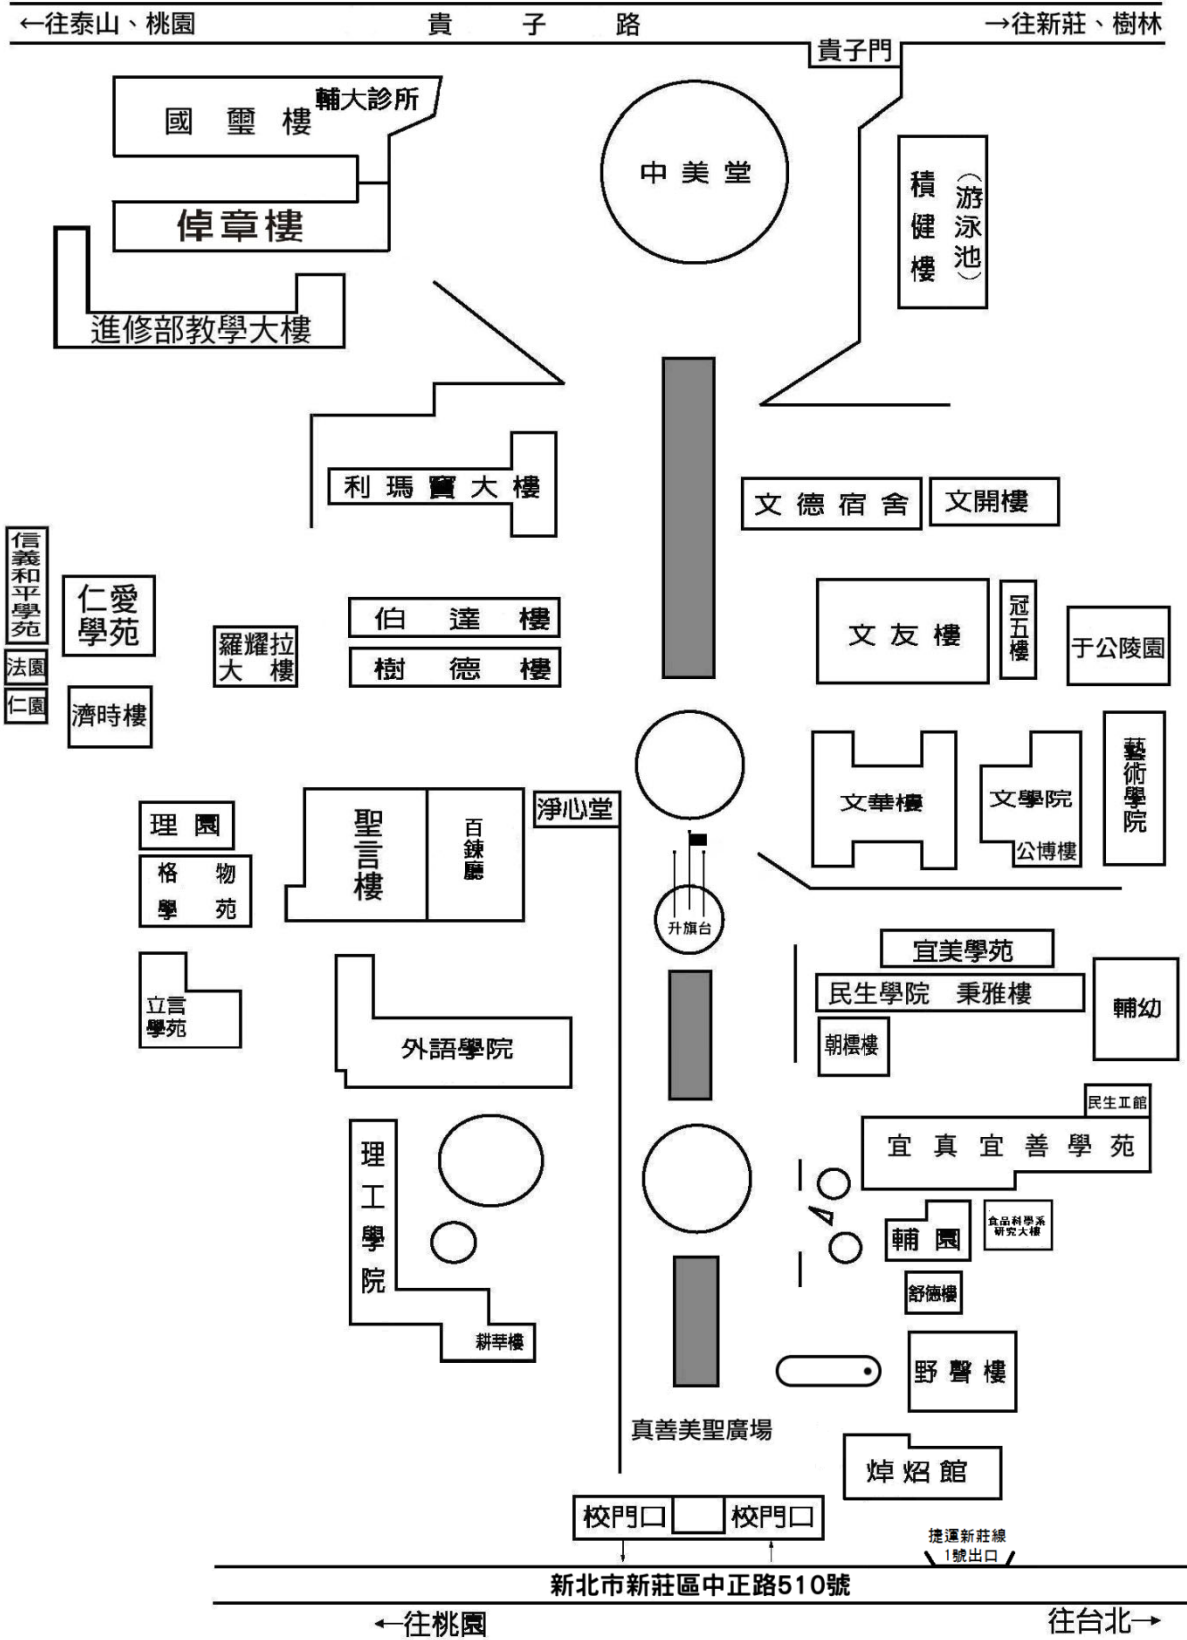 ←往泰山、桃園
貴子路
→往新莊、樹林
貴子門
國璽樓
輔大診所
中美堂
積健樓
（游泳池）
倬章樓
進修部教學大樓
利瑪竇大樓
文德宿舍
文開樓
信義和平學苑
仁愛
學苑
法園
仁園
濟時樓
羅耀拉
大樓
伯達樓
樹德樓
文友樓
冠五樓
于公陵園
文華樓
文學院
公博樓
藝術學院
理園
格物
學苑
聖言樓
百鍊廳
淨心堂
升旗台
立言
學苑
外語學院
宜美學苑
民生學院 秉雅樓
朝橒樓
輔幼
民生工館
宜真宜善學苑
理工學院
耕莘樓
輔園
食品科學系
研究大樓
舒德樓
野聲樓
真善美聖廣場
焯炤館
校門口
校門口
捷運新莊線
1號出口
新北市新莊區中正路510號
←往桃園
往台北→